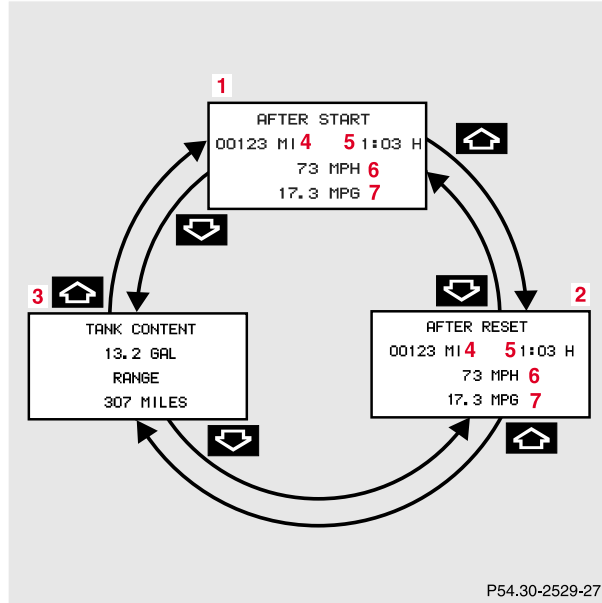 1
AFTER START
00123 MI 4 5 1:03 H
73 MPH 6
17.3 MPG 7
3
TANK CONTENT
13.2 GAL
RANGE
307 MILES
2
AFTER RESET
00123 MI 4 5 1:03 H
73 MPH 6
17.3 MPG 7
P54.30-2529-27